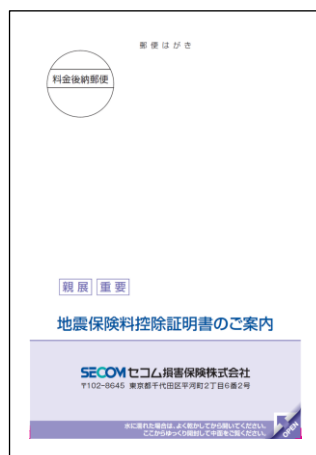 郵便はがき
料金後納郵便
親展 重要
地震保険料控除証明書のご案内
SECOM セコム損害保険株式会社
〒102-8645 東京都千代田区平河町2丁目6番2号
水に濡れた場合は、よく乾かしてから開いてください。
ここからゆっくり開封して中面をご覧ください。
OPEN